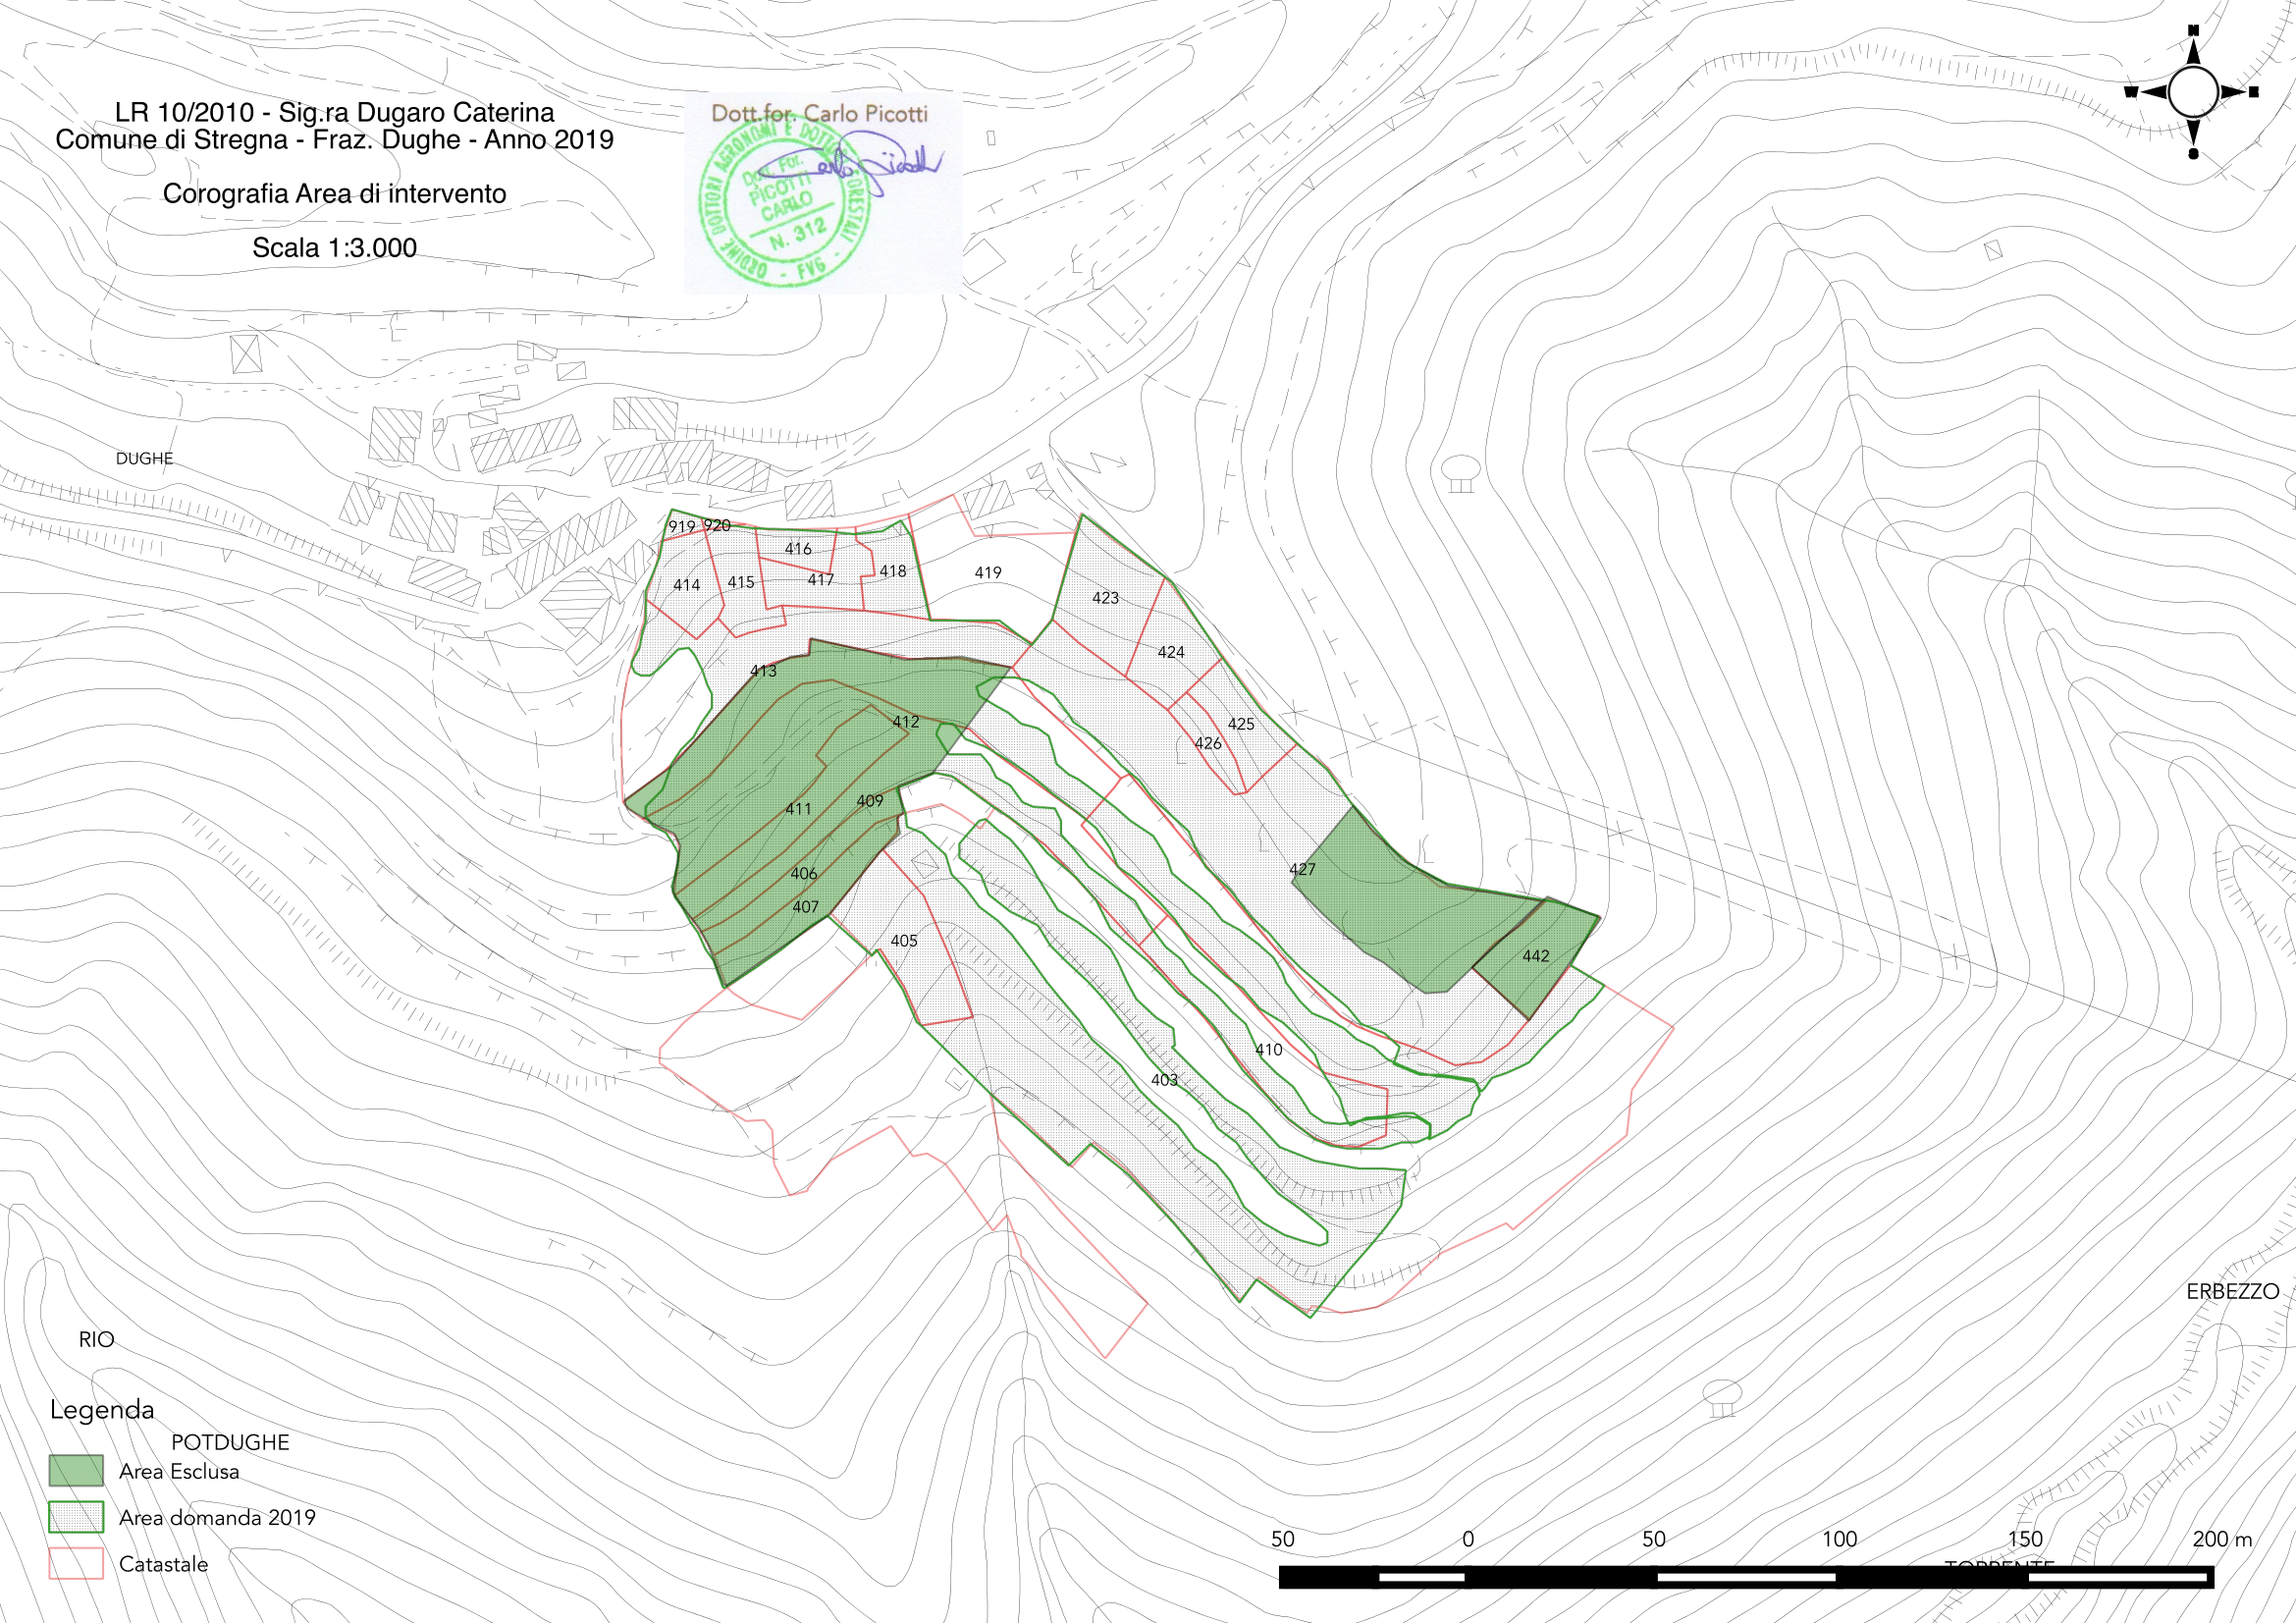 LR 10/2010 - Sig.ra Dugaro Caterina
Comune di Stregna - Fraz. Dughe - Anno 2019
Corografia Area di intervento
Scala 1:3.000
Dott.for. Carlo Picotti
ORDINE DOTTORI AGRONOMI E DOTTORI FORESTALI - FVG -
Dott. For.
PICOTTI
CARLO
N. 312
N
W
E
S
DUGHE
919
920
416
414
415
417
418
419
423
424
413
412
425
426
411
409
427
406
407
405
442
410
403
ERBEZZO
RIO
POTDUGHE
Legenda
Area Esclusa
Area domanda 2019
Catastale
50 0 50 100 150 200 m
TORRENTE